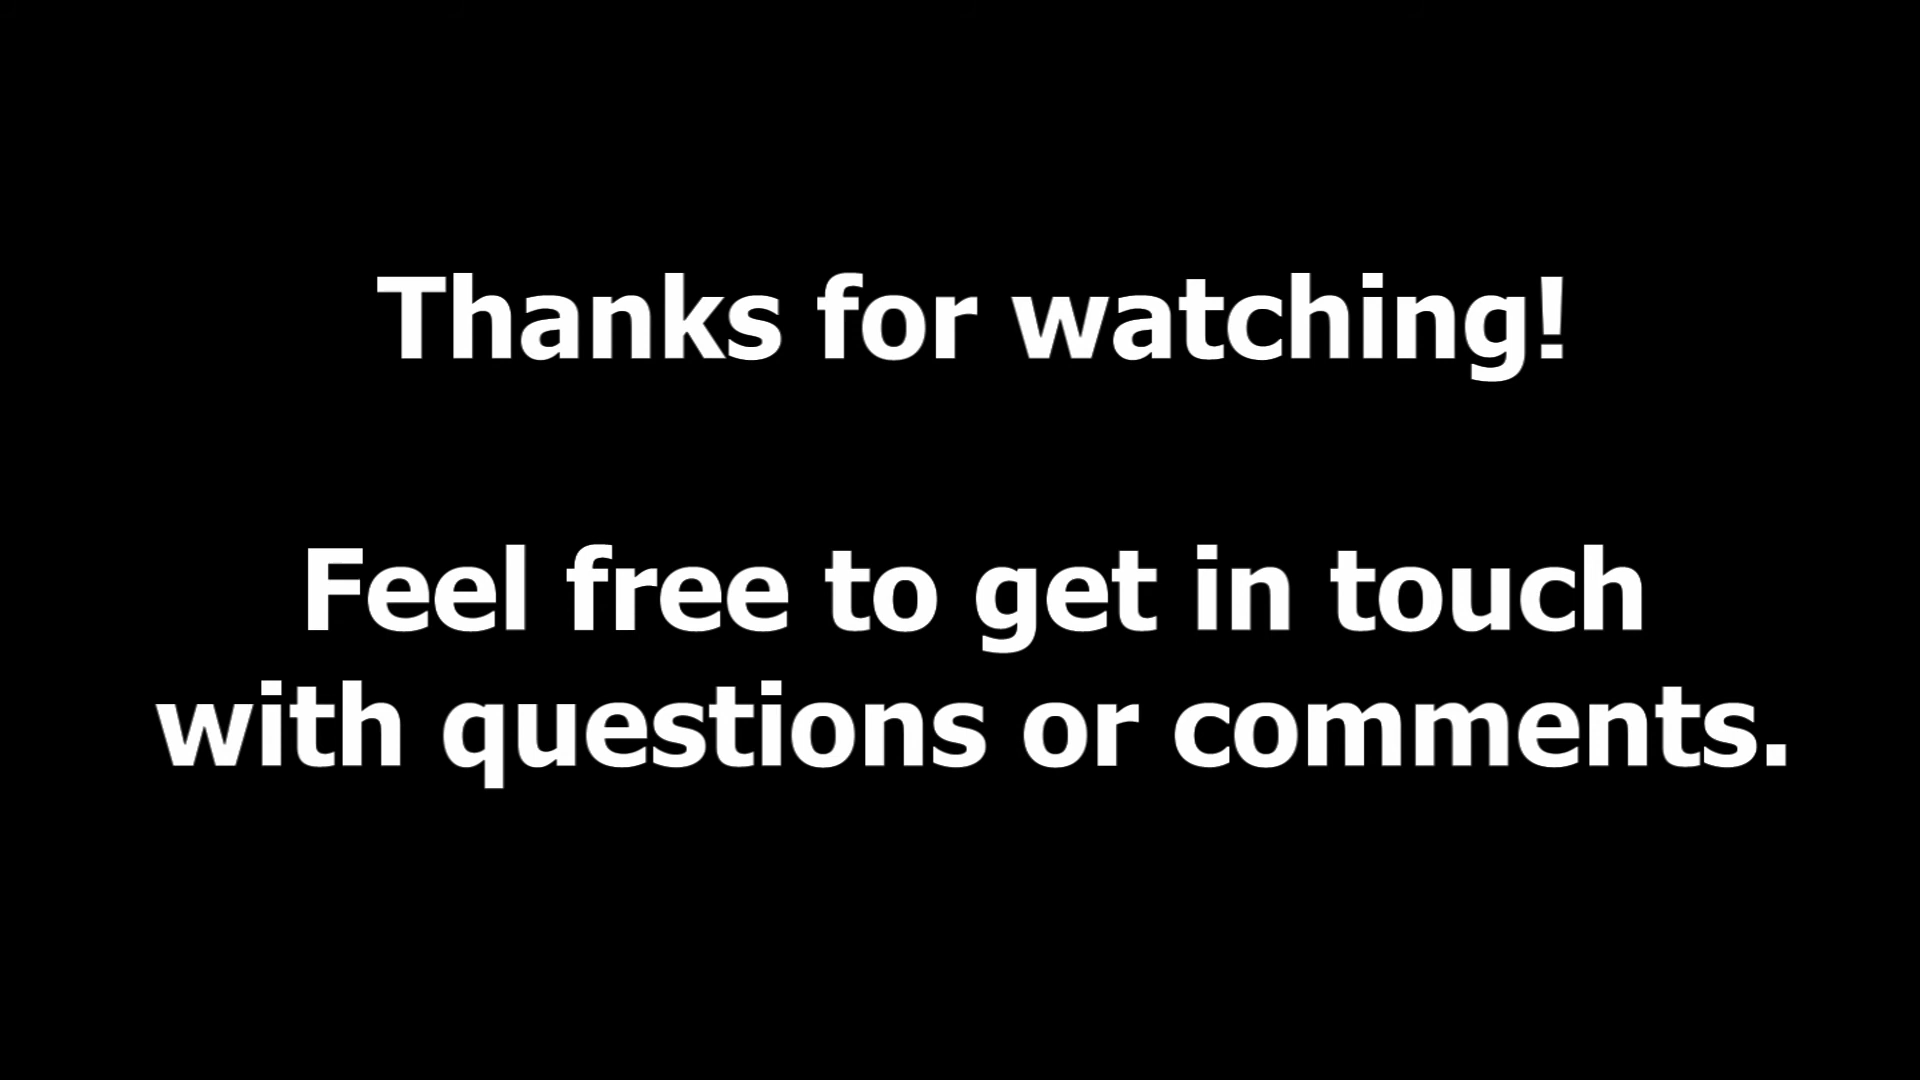 Thanks for watching!
Feel free to get in touch
with questions or comments.